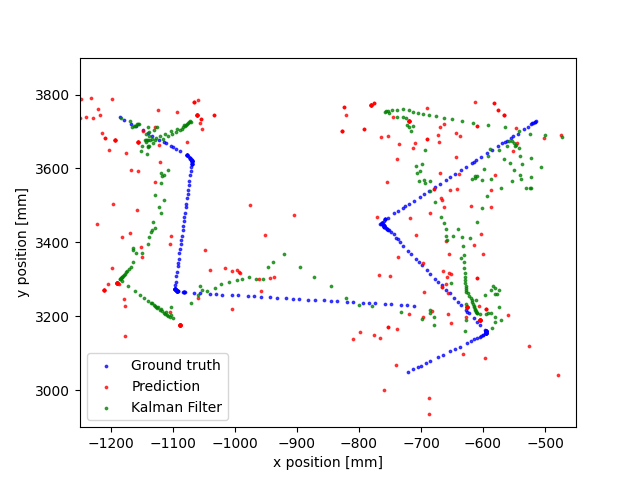 3800
3600
3400
3200
3000
y position [mm]
Ground truth
Prediction
Kalman Filter
−1200 −1100 −1000 −900 −800 −700 −600 −500
x position [mm]